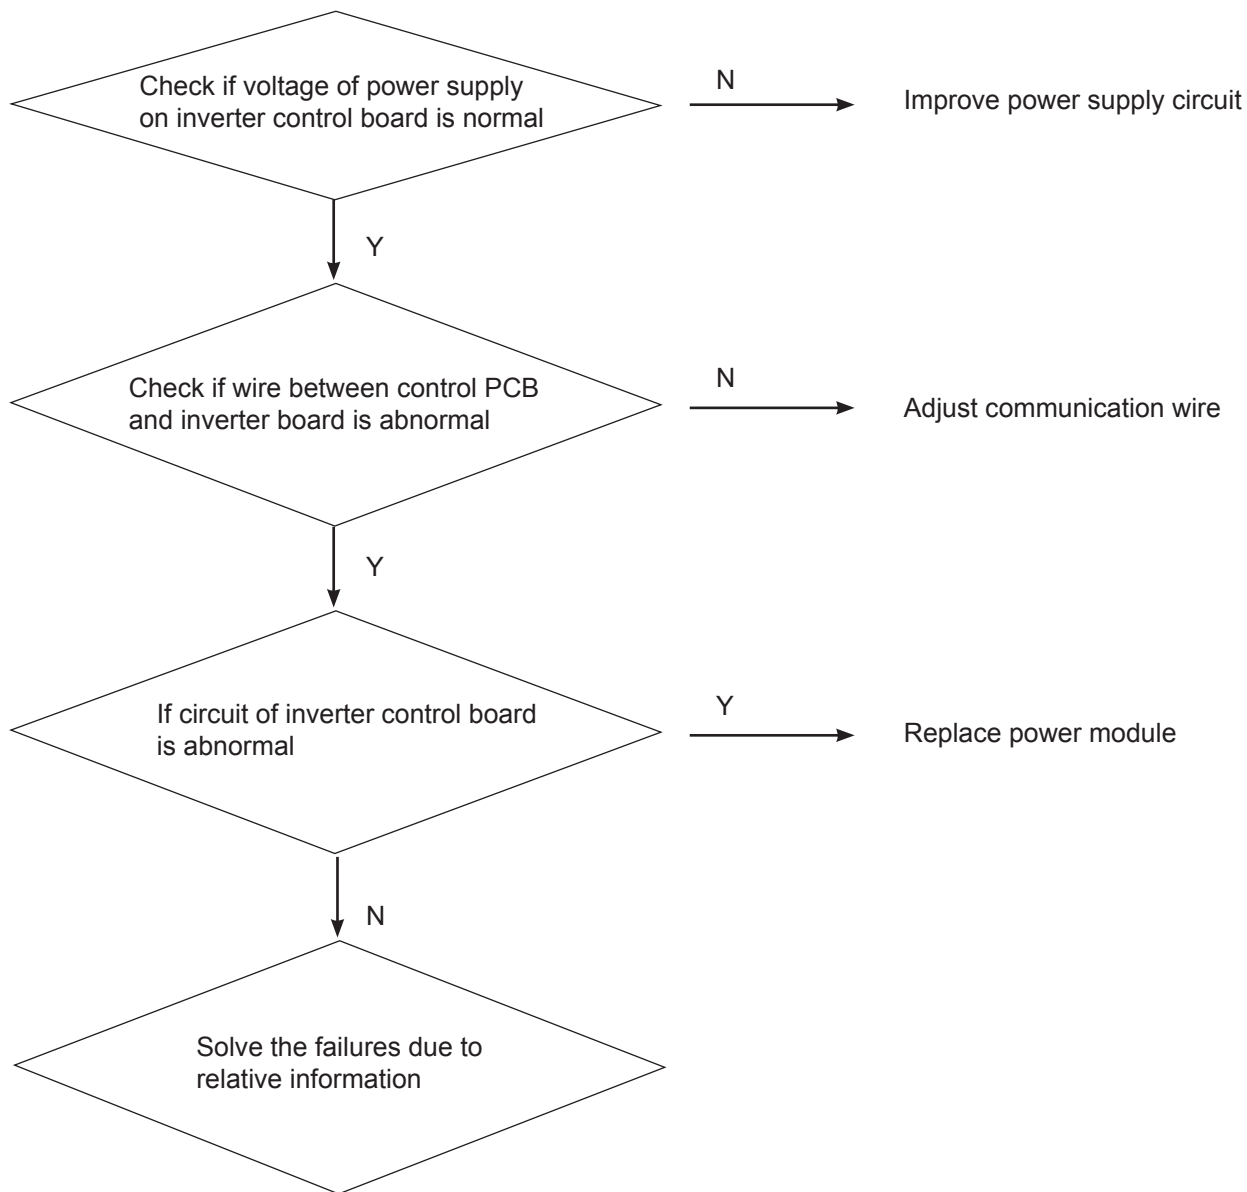 Check if voltage of power supply
on inverter control board is normal
N
Improve power supply circuit
Y
Check if wire between control PCB
and inverter board is abnormal
N
Adjust communication wire
Y
If circuit of inverter control board
is abnormal
Y
Replace power module
N
Solve the failures due to
relative information